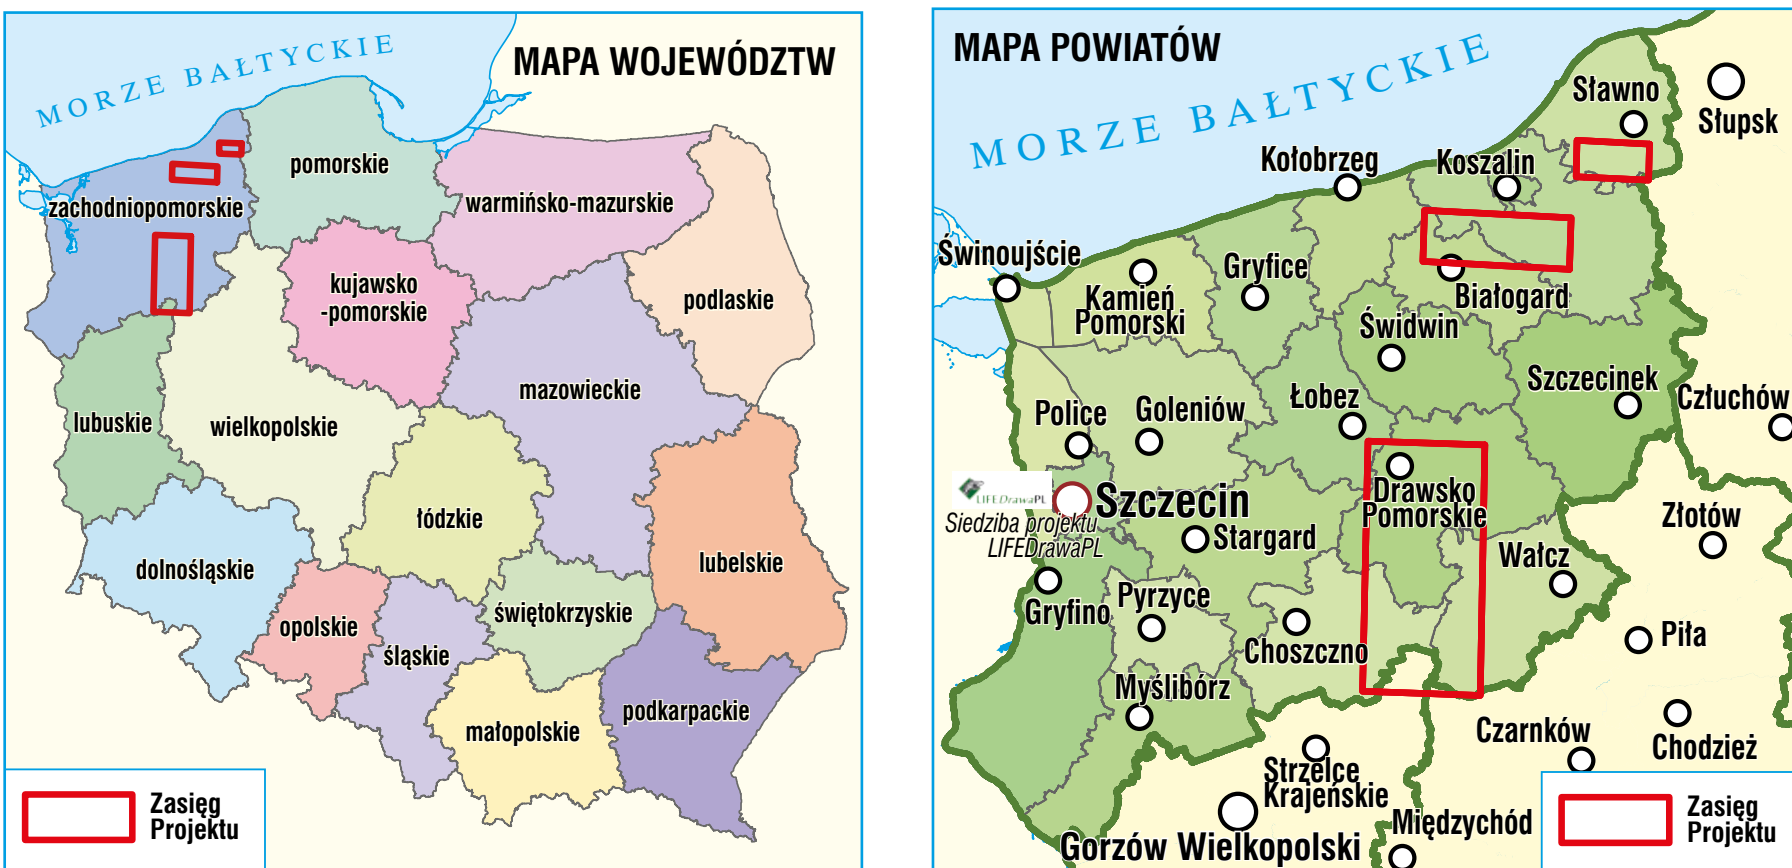 MAPA WOJEWÓDZTW
MORZE BAŁTYCKIE
pomorskie
warmińsko-mazurskie
zachodniopomorskie
kujawsko
-pomorskie
podlaskie
mazowieckie
lubuskie
wielkopolskie
łódzkie
lubelskie
dolnośląskie
świętokrzyskie
opolskie
śląskie
podkarpackie
małopolskie
Zasięg
Projektu
MAPA POWIATÓW
MORZE BAŁTYCKIE
Sławno
Słupsk
Kołobrzeg
Koszalin
Świnoujście
Gryfice
Kamień
Pomorski
Białogard
Świdwin
Szczecinek
Człuchów
Łobez
Police
Goleniów
LIFEDrawaPL
Szczecin
Siedziba projektu
LIFEDrawaPL
Drawsko
Pomorskie
Stargard
Złotów
Wałcz
Gryfino
Pyrzyce
Choszczno
Piła
Myślibórz
Czarnków
Chodzież
Strzelce
Krajeńskie
Międzychód
Gorzów Wielkopolski
Zasięg
Projektu